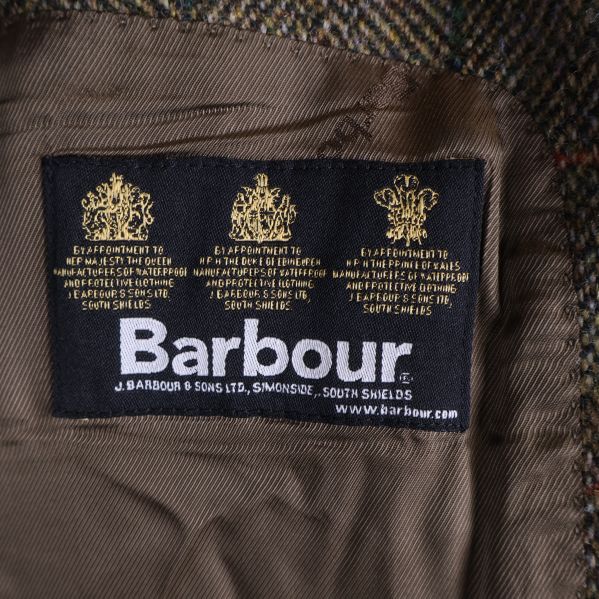 BY APPOINTMENT TO
HER MAJESTY THE QUEEN
MANUFACTURERS OF WATERPROOF
AND PROTECTIVE CLOTHING
J.BARBOUR & SONS LTD,
SOUTH SHIELDS
BY APPOINTMENT TO
H.R.H THE DUKE OF EDINBURGH
MANUFACTURERS OF WATERPROOF
AND PROTECTIVE CLOTHING
J.BARBOUR & SONS LTD.
SOUTH SHIELDS
BY APPOINTMENT TO
H.R.H THE PRINCE OF WALES
MANUFACTURERS OF WATERPROOF
AND PROTECTIVE CLOTHING
J.BARBOUR & SONS LTD.
SOUTH SHIELDS
Barbour
J. BARBOUR & SONS LTD., SIMONSIDE, SOUTH SHIELDS
www.barbour.com